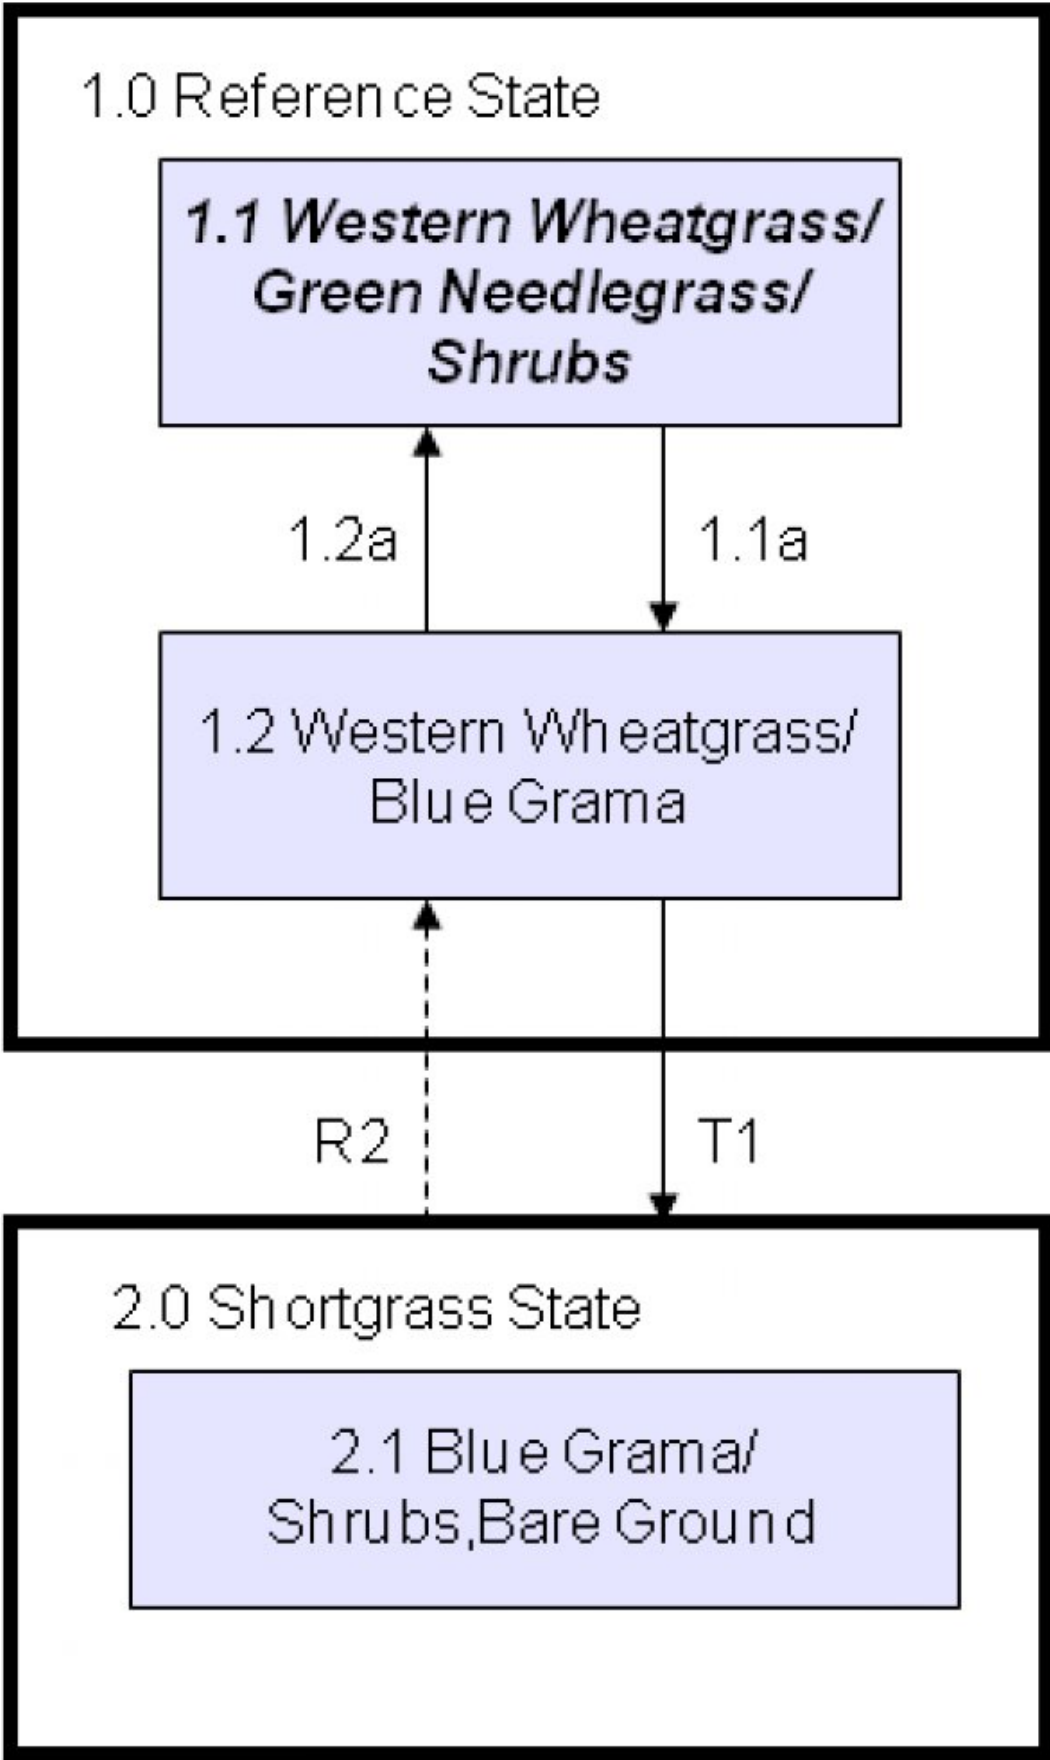 1.0 Reference State
1.1 Western Wheatgrass/
Green Needlegrass/
Shrubs
1.2a
1.1a
1.2 Western Wheatgrass/
Blue Grama
R2
T1
2.0 Shortgrass State
2.1 Blue Grama/
Shrubs,Bare Ground